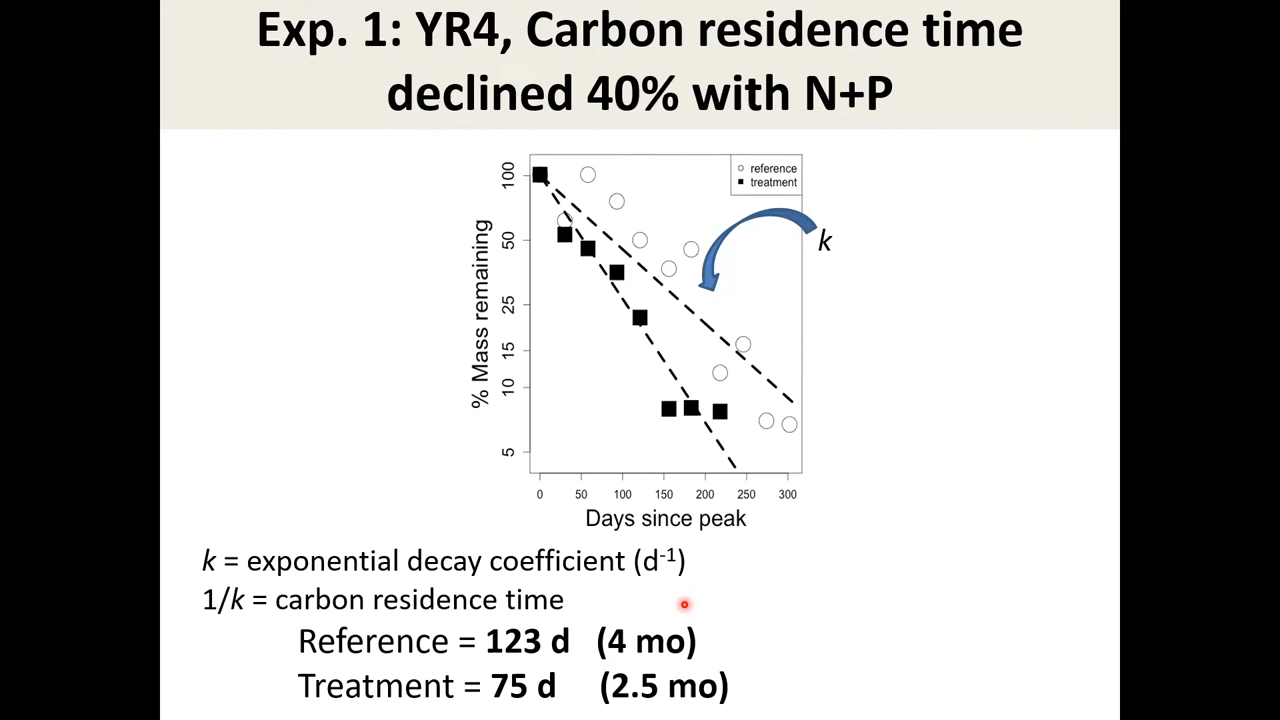 Exp. 1: YR4, Carbon residence time
declined 40% with N+P
reference
treatment
k
% Mass remaining
100
50
25
15
10
5
0 50 100 150 200 250 300
Days since peak
k = exponential decay coefficient (d⁻¹)
1/k = carbon residence time
Reference = 123 d (4 mo)
Treatment = 75 d (2.5 mo)